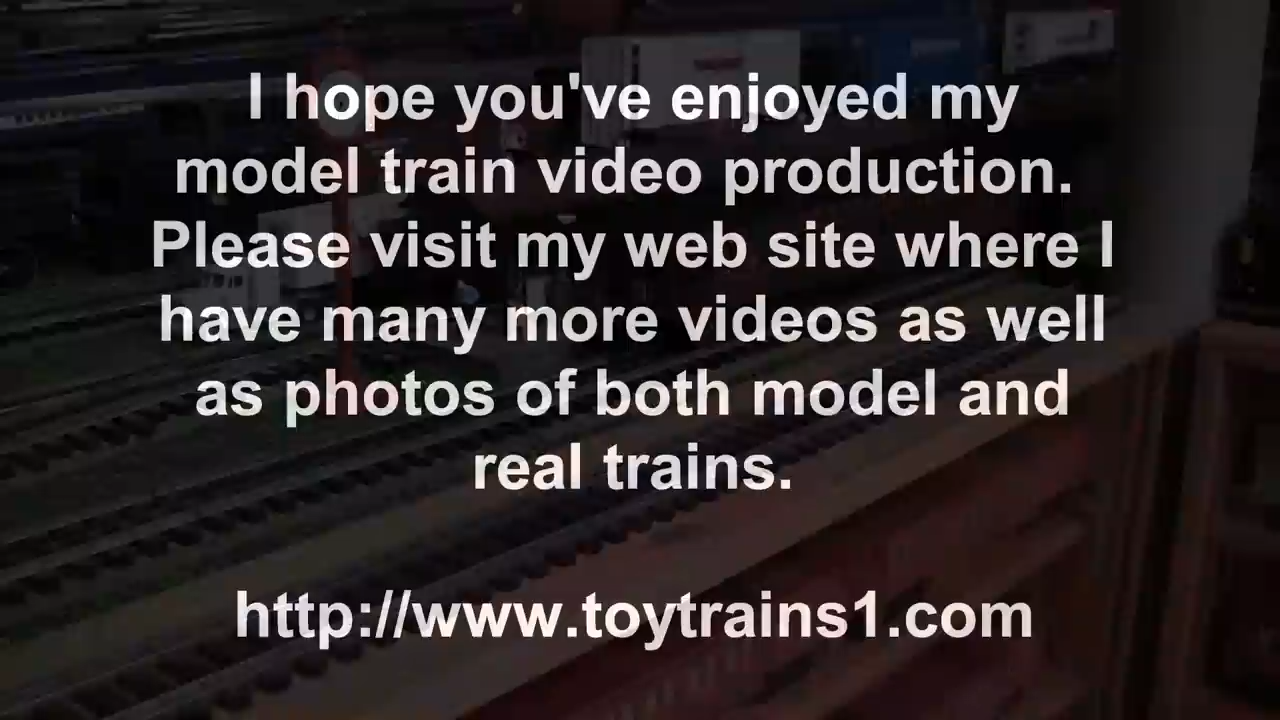 I hope you've enjoyed my
model train video production.
Please visit my web site where I
have many more videos as well
as photos of both model and
real trains.
http://www.toytrains1.com